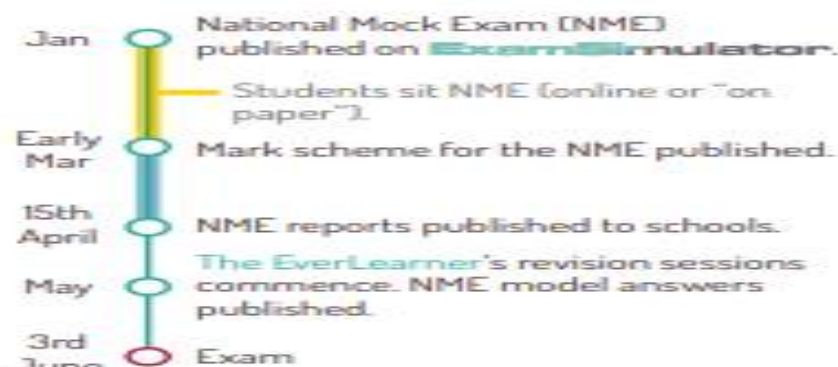 Jan
National Mock Exam (NME)
published on ExamSimulator.
Students sit NME (online or "on
paper").
Early
Mar
Mark scheme for the NME published.
15th
April
NME reports published to schools.
May
The EverLearner's revision sessions
commence. NME model answers
published.
3rd
June
Exam